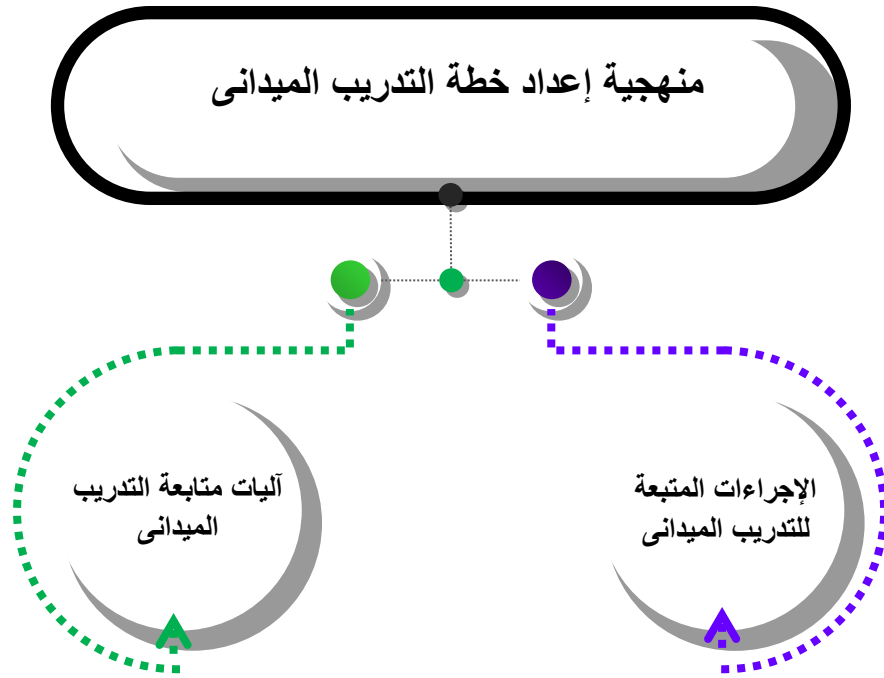 منهجية إعداد خطة التدريب الميدانى
الإجراءات المتبعة
للتدريب الميدانى
آليات متابعة التدريب
الميدانى